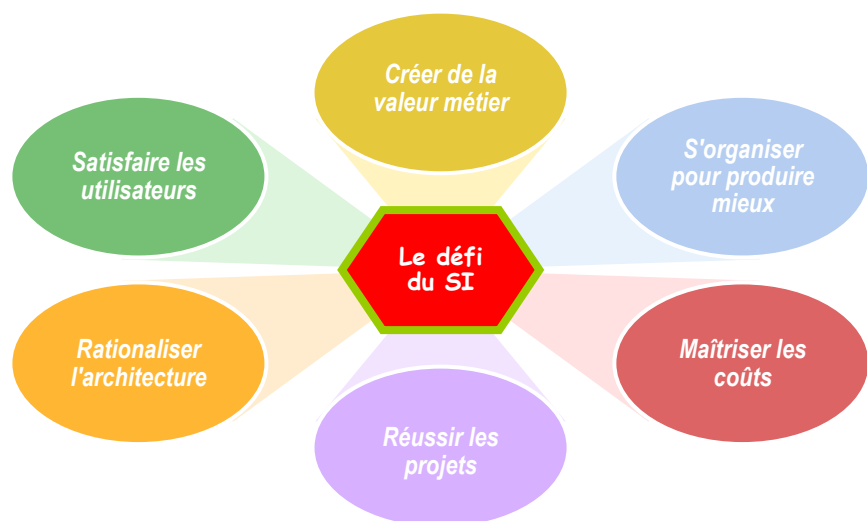 Créer de la
valeur métier
Satisfaire les
utilisateurs
S'organiser
pour produire
mieux
Le défi
du SI
Rationaliser
l'architecture
Maîtriser les
coûts
Réussir les
projets